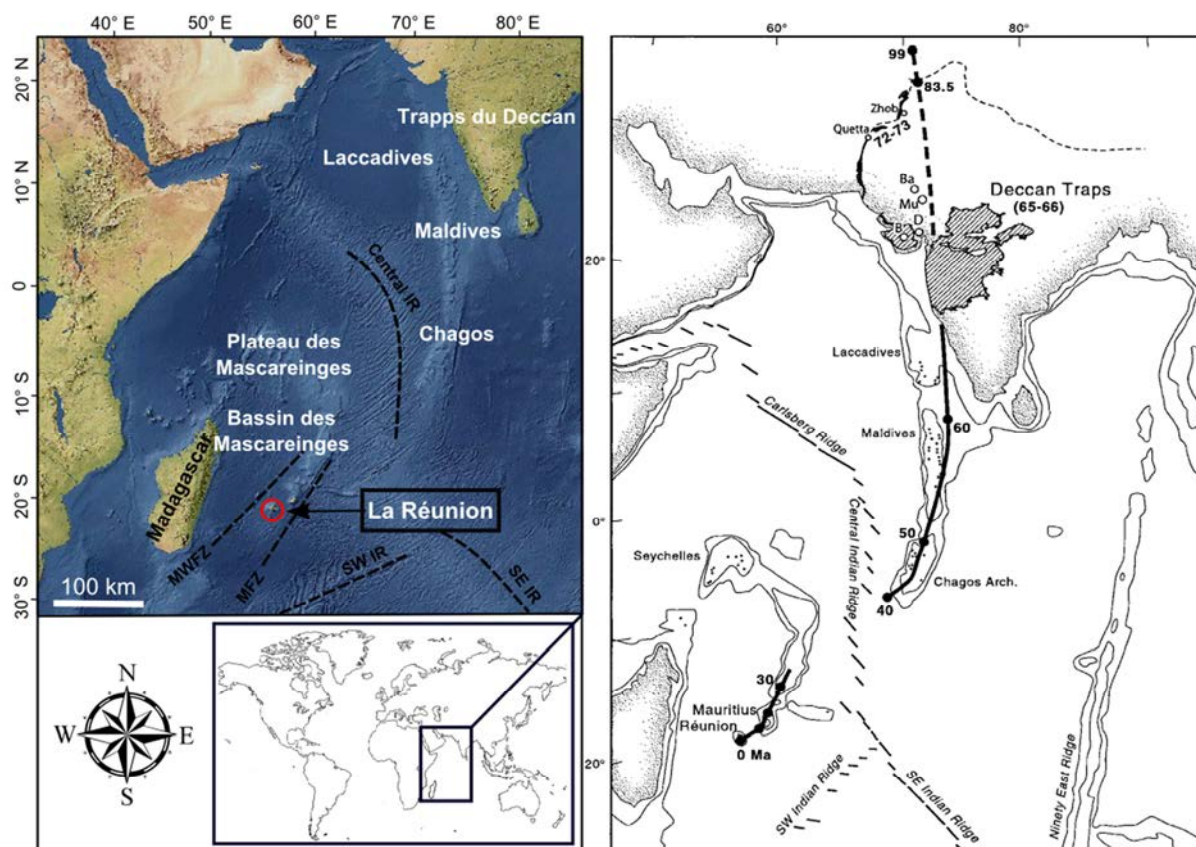 40 E
50 E
60 E
70 E
80 E
20°N
10°N
0
10°S
20°S
30°S
Trapps du Deccan
Laccadives
Maldives
Central IR
Chagos
Plateau des
Mascareinges
Bassin des
Mascareinges
Madagascar
La Réunion
MWFZ
MFZ
SW IR
SE IR
100 km
N
W
E
S
60°
80°
99
83.5
Zhob
Quetta
72-73
Ba
Mu
D
B
Deccan Traps
(65-66)
20°
Laccadives
Carlsberg Ridge
Maldives
60
0°
50
Seychelles
Central Indian Ridge
Chagos Arch.
40
30
Mauritius
Réunion
0 Ma
20°
SW Indian Ridge
SE Indian Ridge
Ninety East Ridge